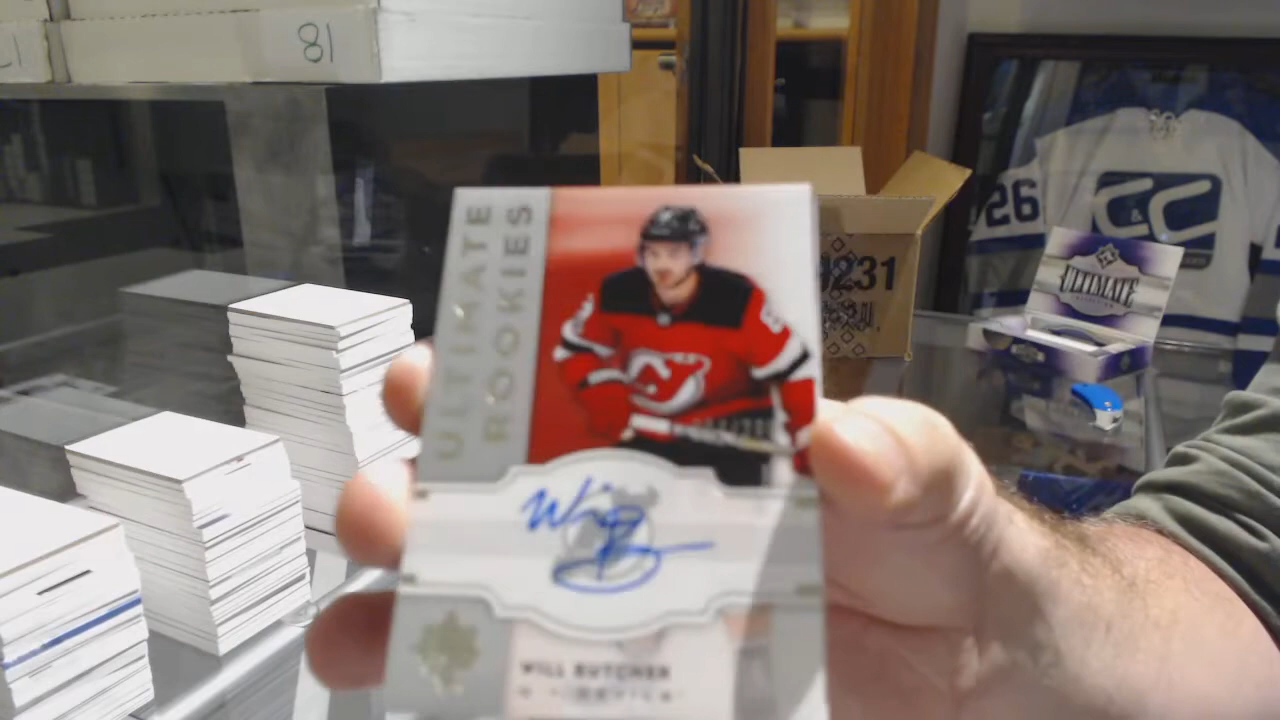 81
ULTIMATE
ROOKIES
WILL BUTCHER
26
C & C
231
ULTIMATE